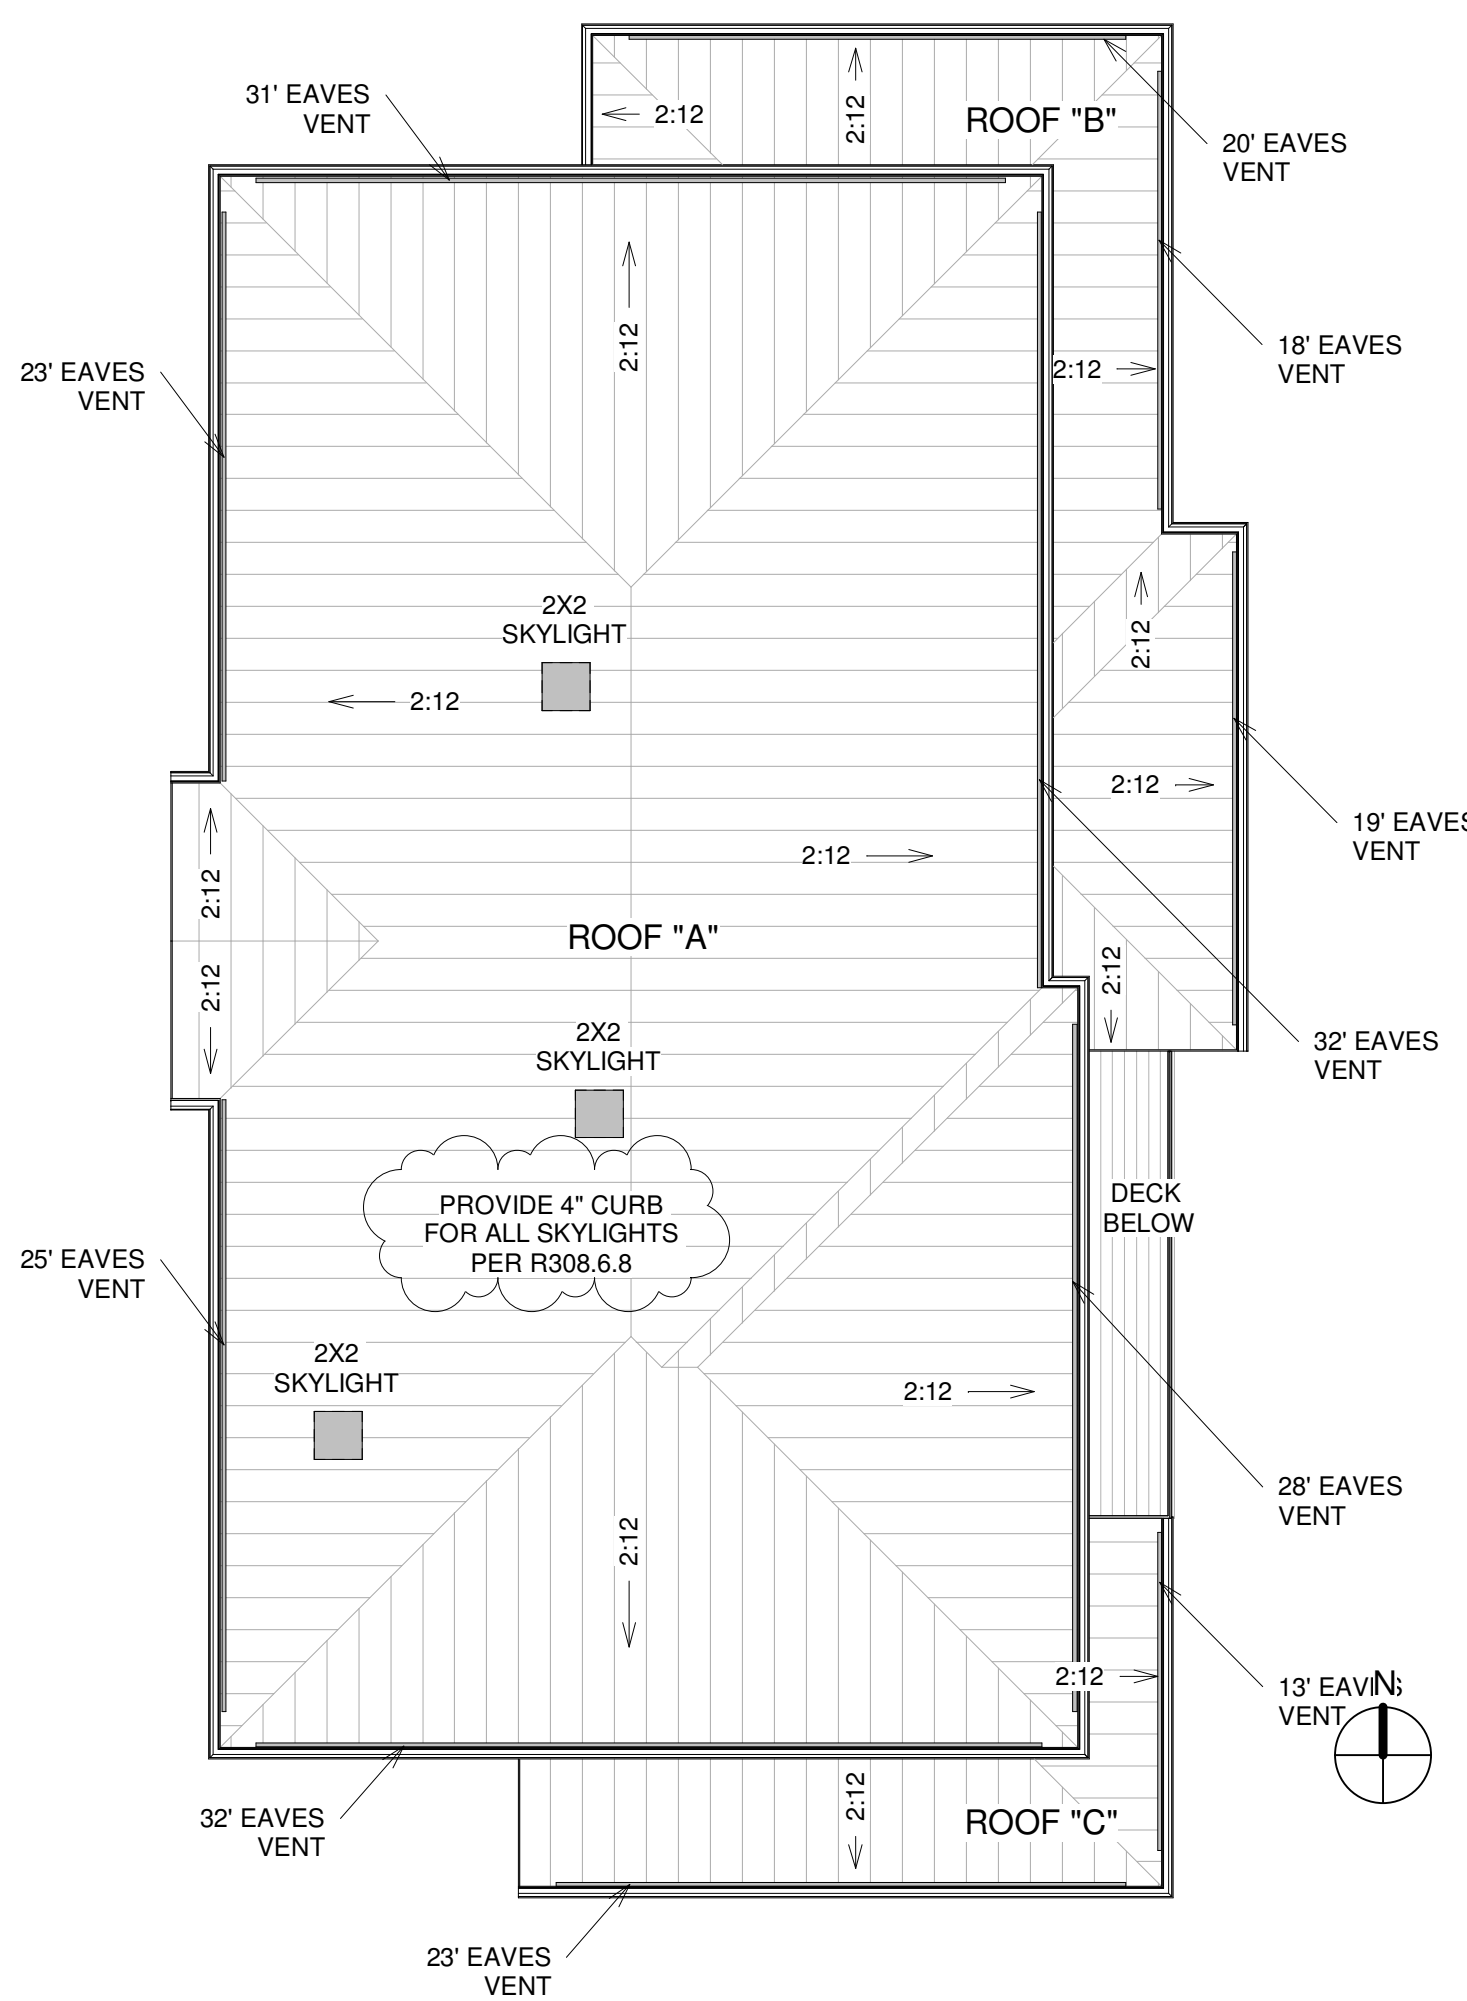 31' EAVES
VENT
2:12
2:12
ROOF "B"
20' EAVES
VENT
2:12
23' EAVES
VENT
2:12
18' EAVES
VENT
2X2
SKYLIGHT
2:12
2:12
2:12
19' EAVES
VENT
2:12
2:12
ROOF "A"
2:12
2:12
2X2
SKYLIGHT
32' EAVES
VENT
PROVIDE 4" CURB
FOR ALL SKYLIGHTS
PER R308.6.8
DECK
BELOW
25' EAVES
VENT
2X2
SKYLIGHT
2:12
28' EAVES
VENT
2:12
2:12
13' EAVES
VENT
N
32' EAVES
VENT
2:12
ROOF "C"
23' EAVES
VENT